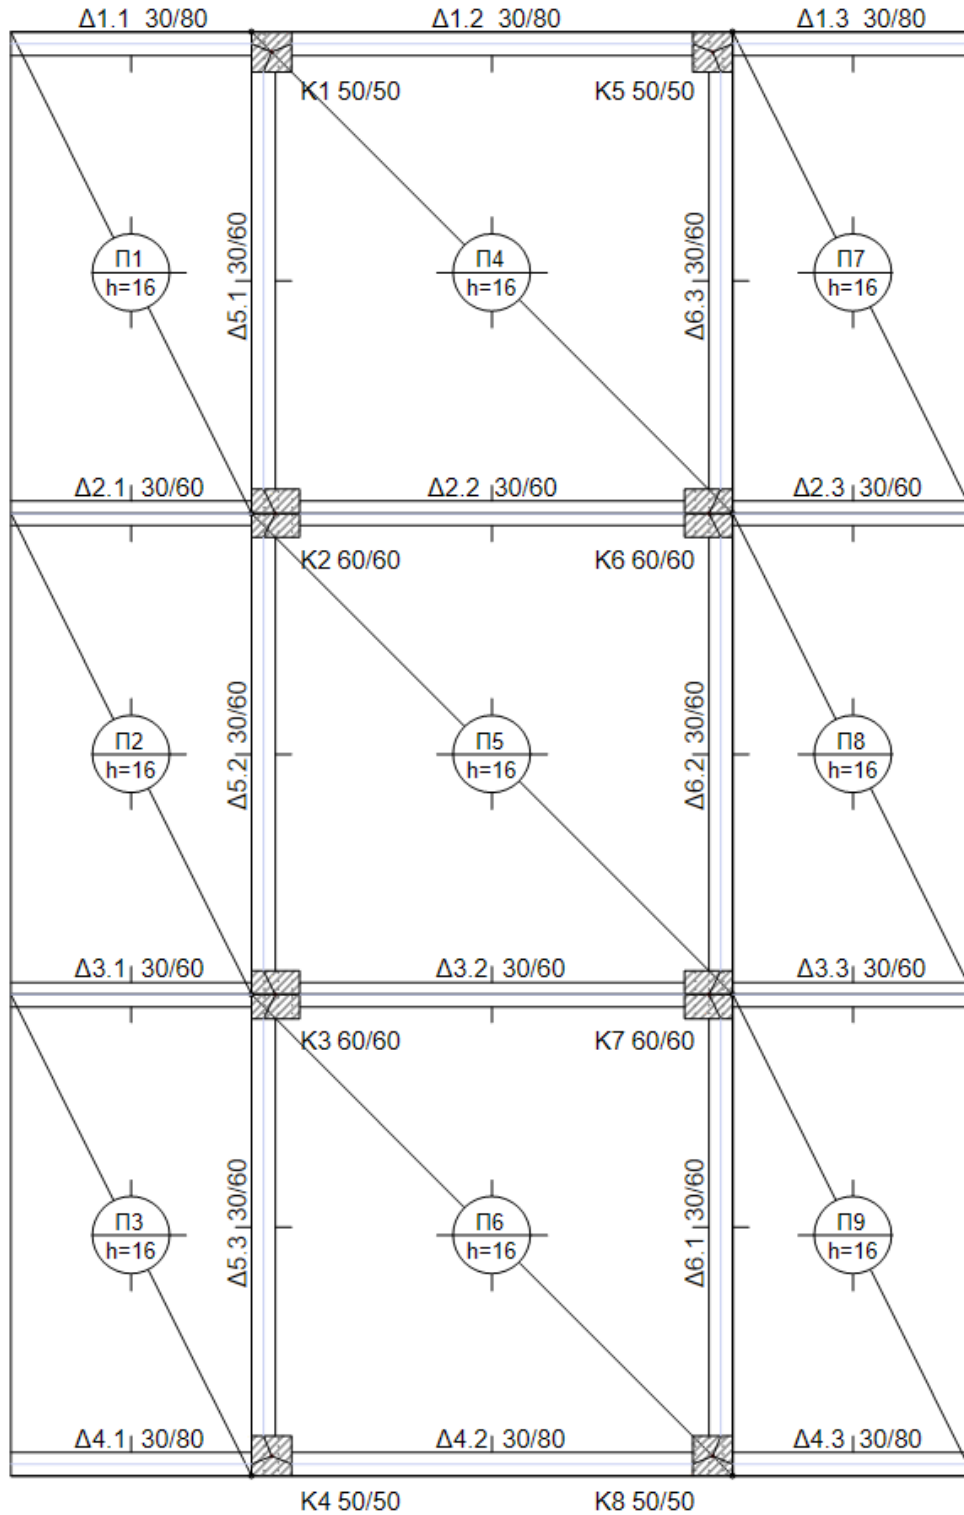 Δ1.1 30/80
Δ1.2 30/80
Δ1.3 30/80
K1 50/50
K5 50/50
Δ5.1 30/60
Δ6.3 30/60
Π1
h=16
Π4
h=16
Π7
h=16
Δ2.1 30/60
Δ2.2 30/60
Δ2.3 30/60
K2 60/60
K6 60/60
Δ5.2 30/60
Δ6.2 30/60
Π2
h=16
Π5
h=16
Π8
h=16
Δ3.1 30/60
Δ3.2 30/60
Δ3.3 30/60
K3 60/60
K7 60/60
Δ5.3 30/60
Δ6.1 30/60
Π3
h=16
Π6
h=16
Π9
h=16
Δ4.1 30/80
Δ4.2 30/80
Δ4.3 30/80
K4 50/50
K8 50/50